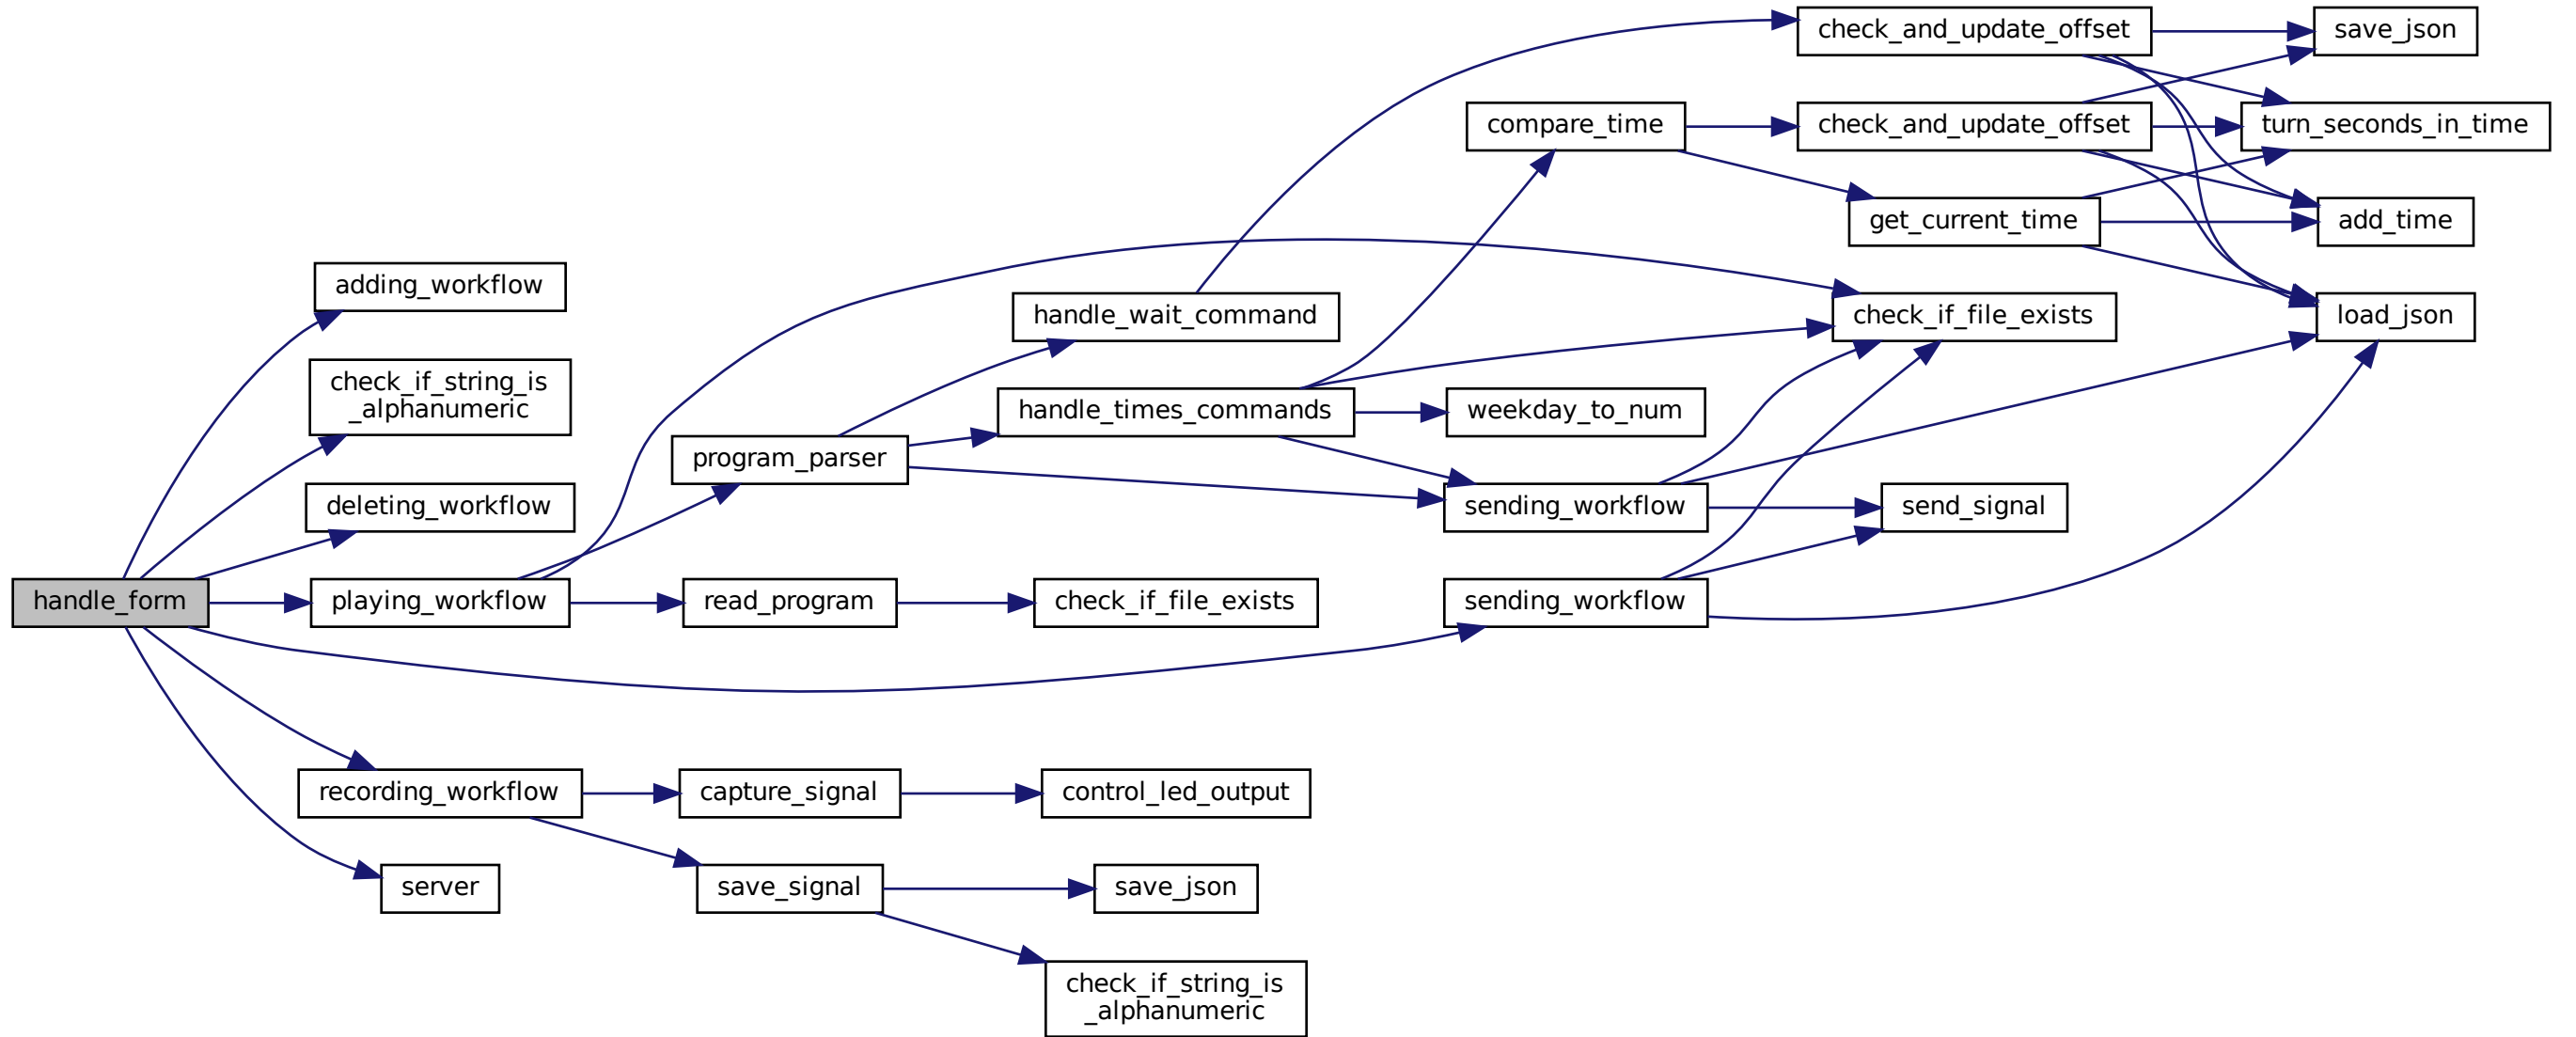 check_and_update_offset
save_json
compare_time
check_and_update_offset
turn_seconds_in_time
get_current_time
add_time
adding_workflow
handle_wait_command
check_if_file_exists
load_json
check_if_string_is
_alphanumeric
handle_times_commands
weekday_to_num
program_parser
deleting_workflow
sending_workflow
send_signal
handle_form
playing_workflow
read_program
check_if_file_exists
sending_workflow
recording_workflow
capture_signal
control_led_output
server
save_signal
save_json
check_if_string_is
_alphanumeric